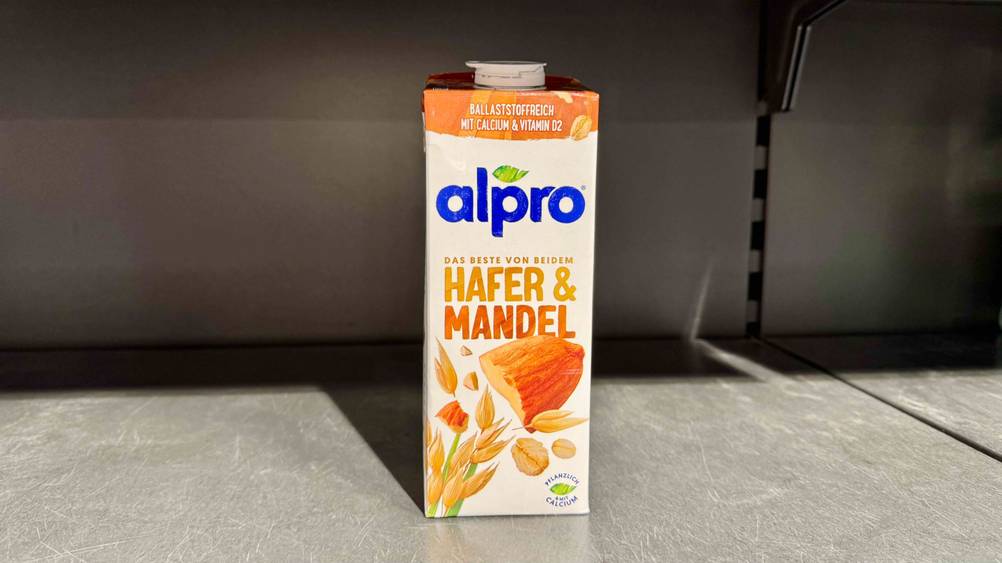 BALLASTSTOFFREICH
MIT CALCIUM & VITAMIN D2
alpro®
DAS BESTE VON BEIDEM
HAFER &
MANDEL
PFLANZLICH
& MIT
CALCIUM